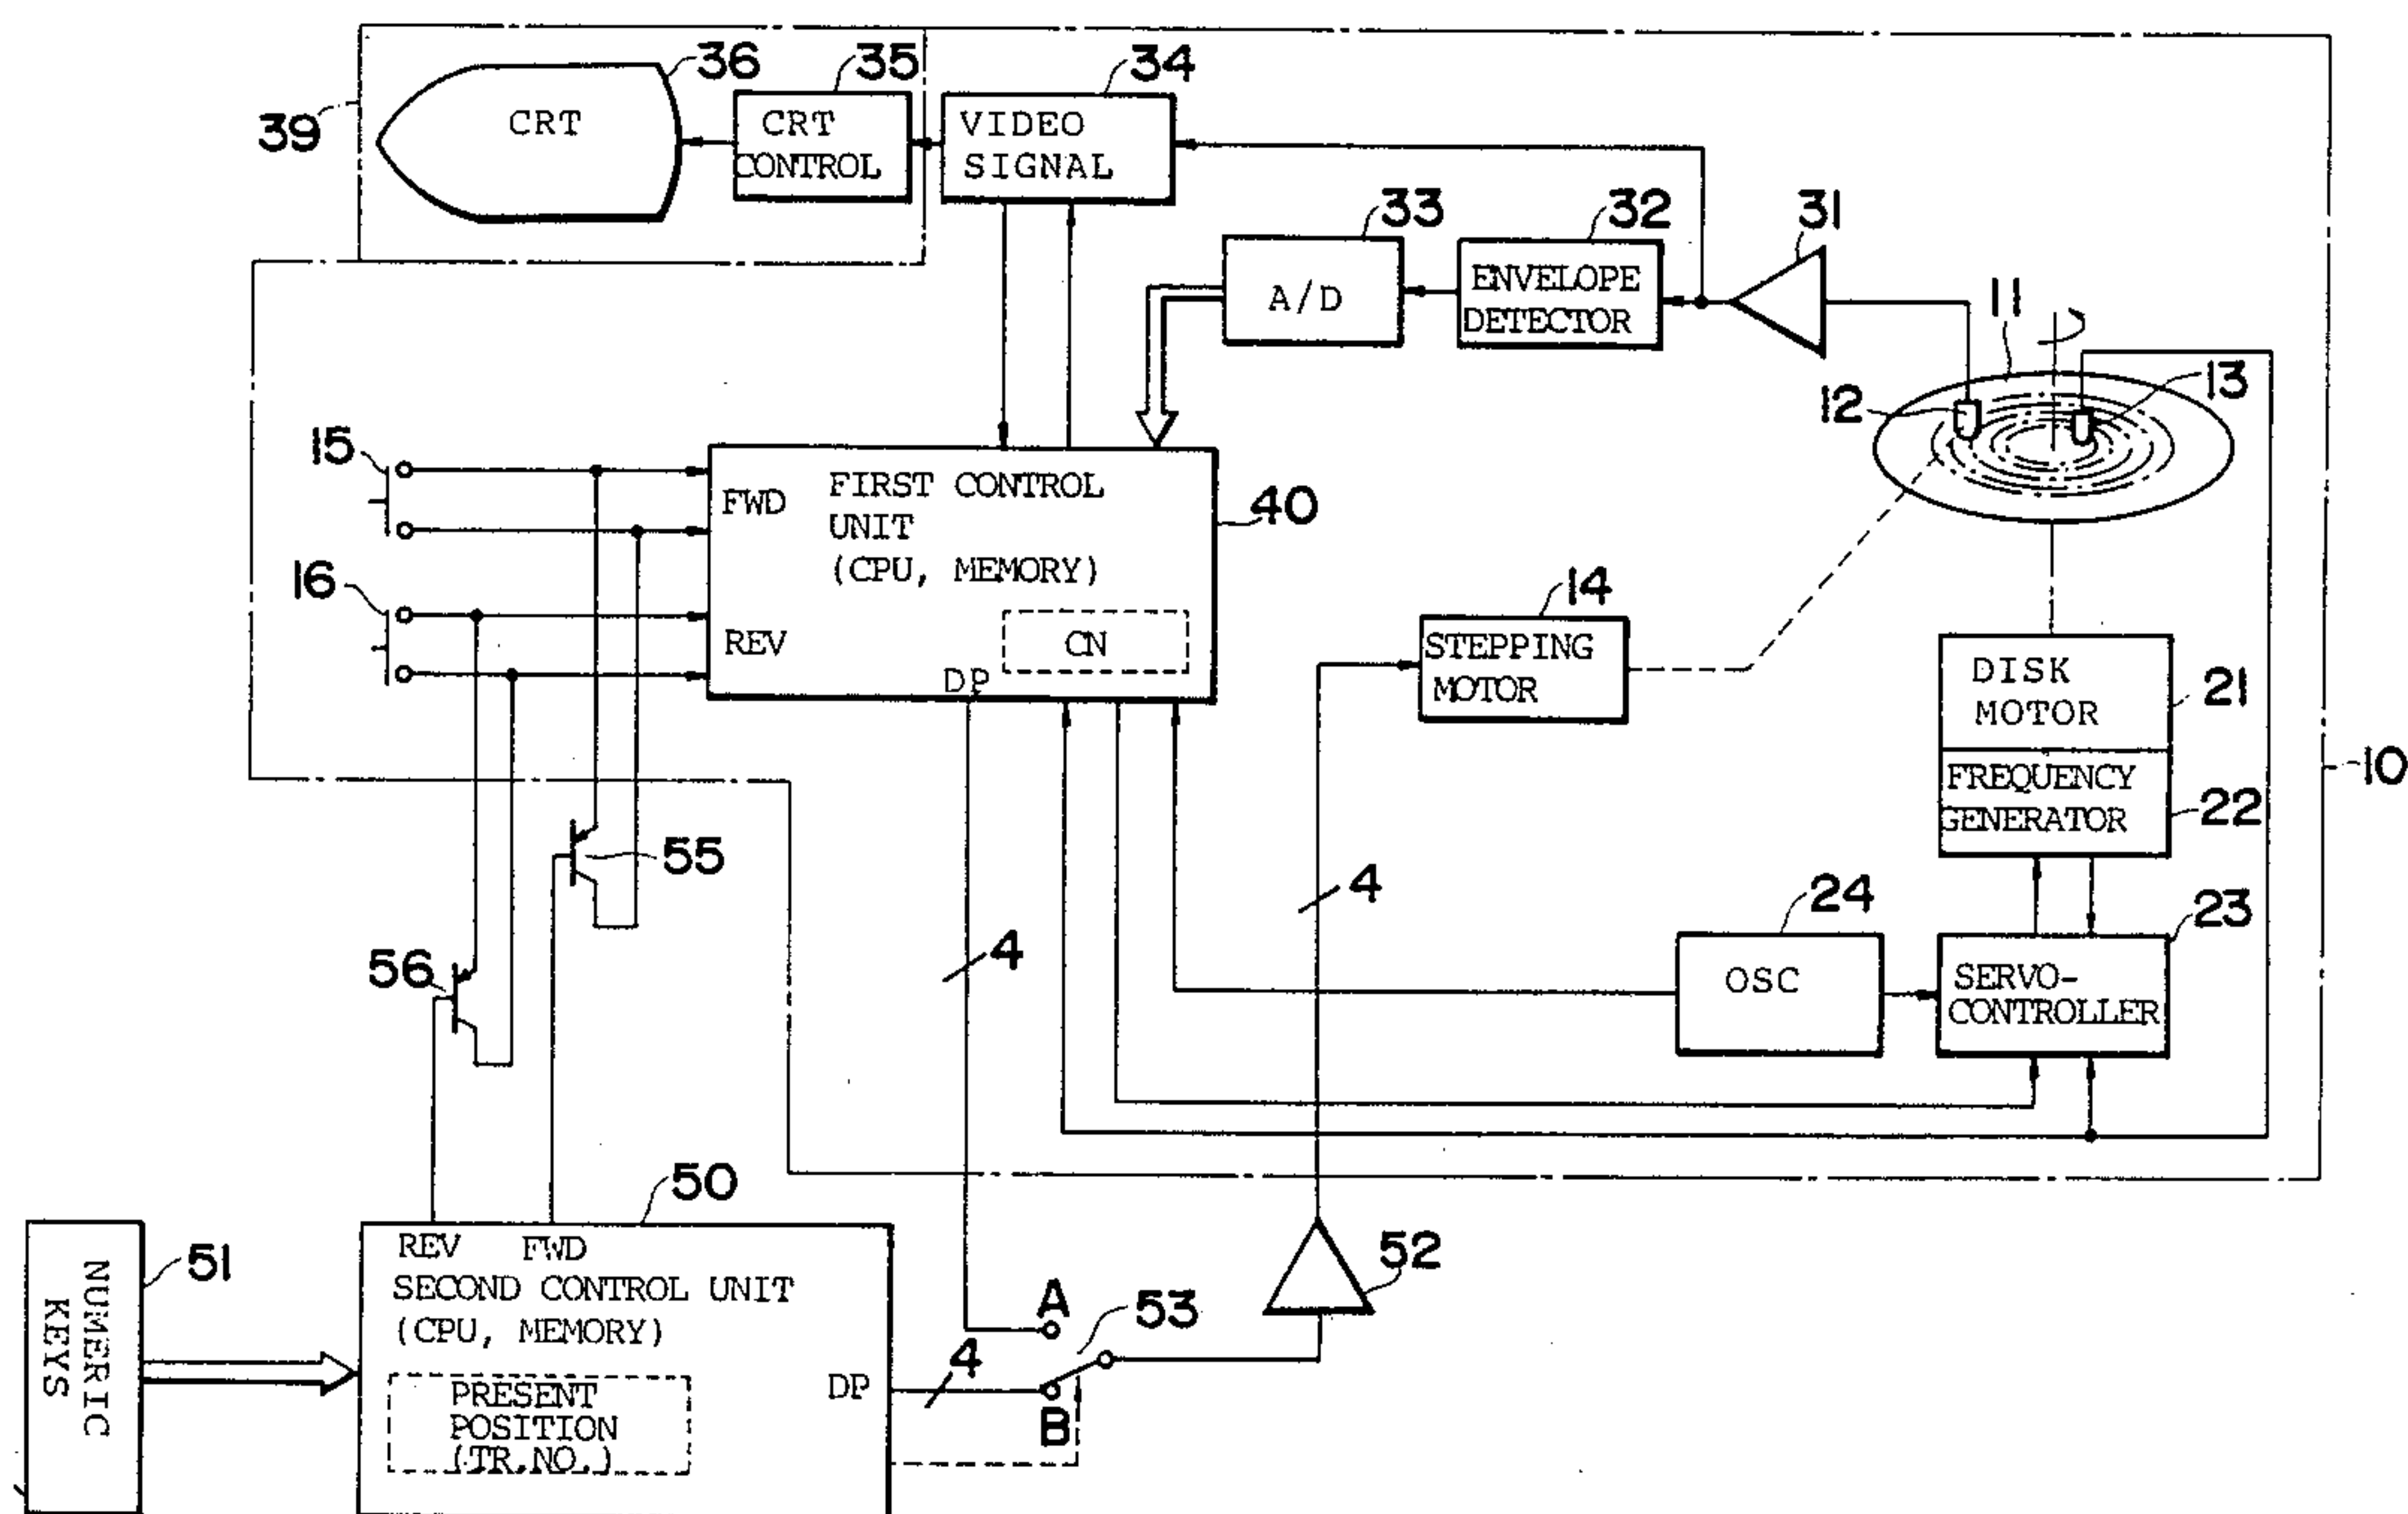 36
35
34
39
CRT
CRT
CONTROL
VIDEO
SIGNAL
33
32
31
A/D
ENVELOPE
DETECTOR
11
12
13
15
FWD
FIRST CONTROL
UNIT
(CPU, MEMORY)
40
16
REV
CN
DP
14
STEPPING
MOTOR
DISK
MOTOR
21
10
FREQUENCY
GENERATOR
22
55
4
24
23
56
4
OSC
SERVO-
CONTROLLER
50
51
NUMERIC
KEYS
REV FWD
SECOND CONTROL UNIT
(CPU, MEMORY)
PRESENT
POSITION
(TR.NO.)
DP
4
A
B
53
52